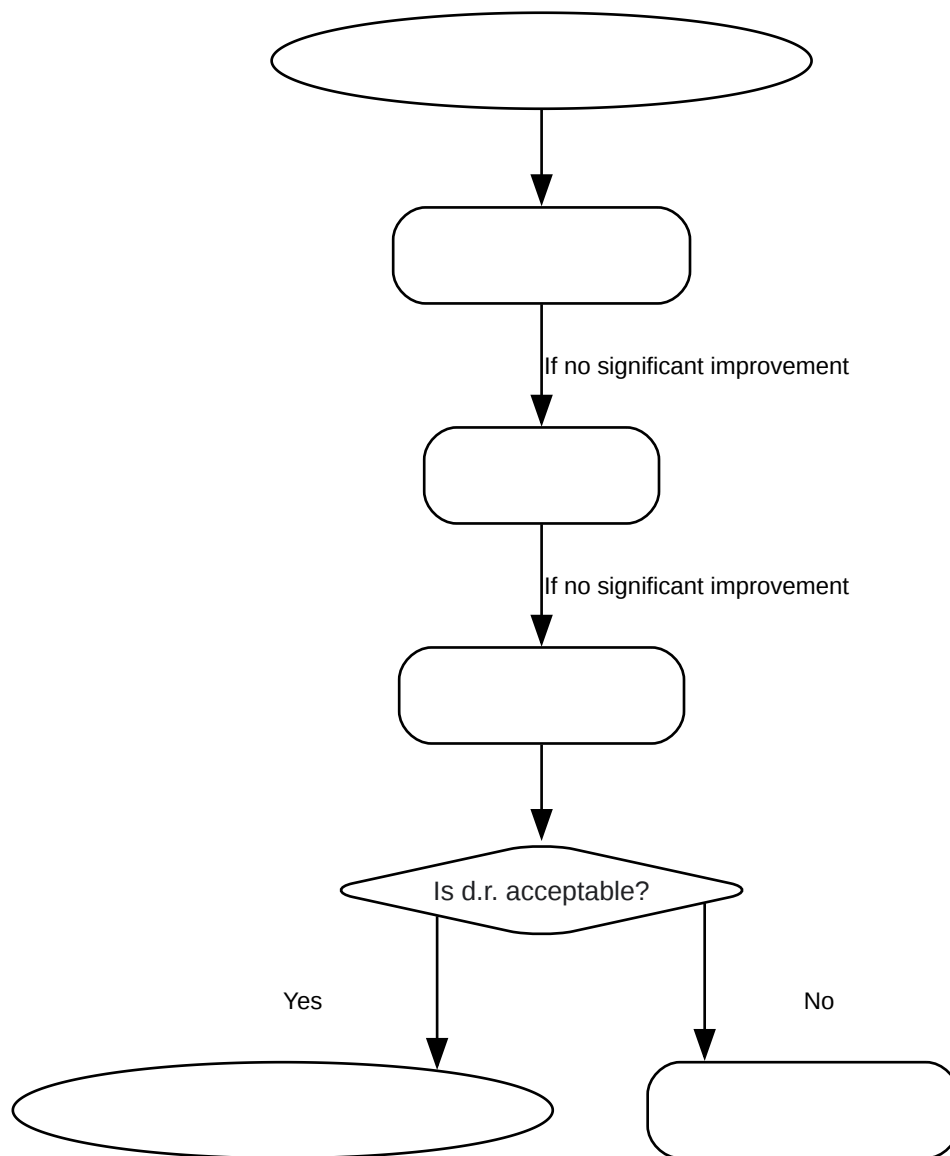 If no significant improvement
If no significant improvement
Is d.r. acceptable?
Yes
No